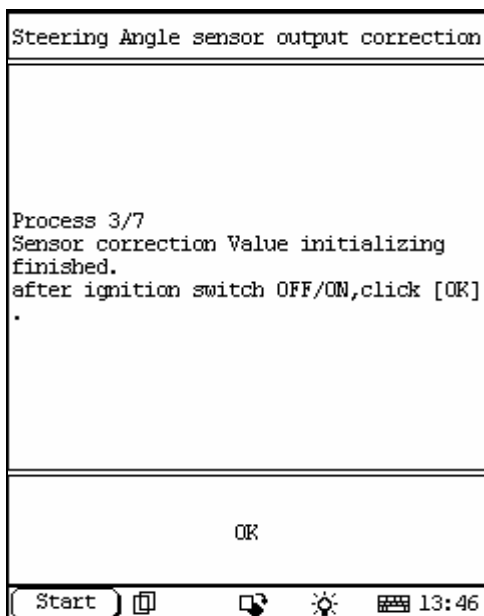 Steering Angle sensor output correction
Process 3/7
Sensor correction Value initializing
finished.
after ignition switch OFF/ON,click [OK]
.
OK
Start 13:46